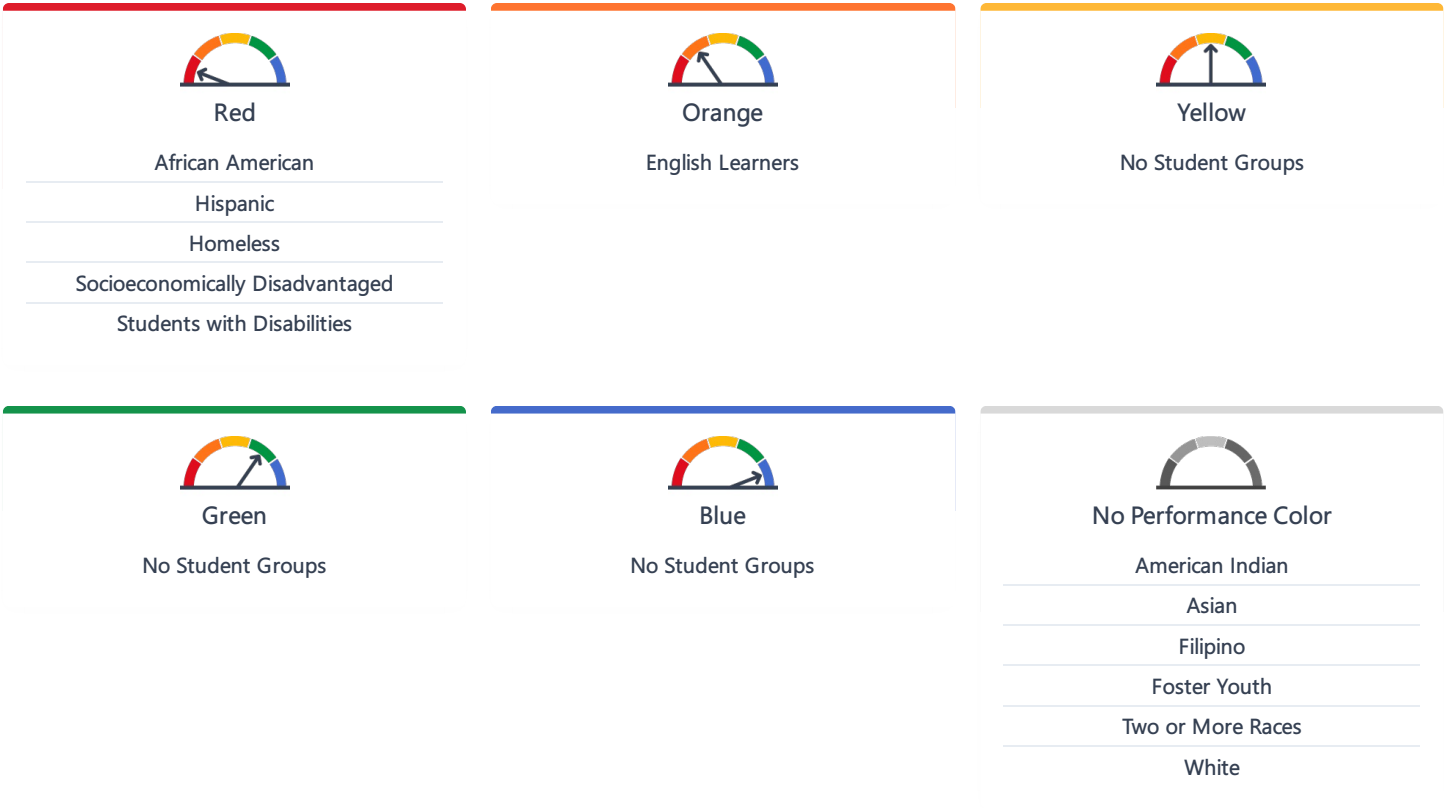 Red
African American
Hispanic
Homeless
Socioeconomically Disadvantaged
Students with Disabilities
Orange
English Learners
Yellow
No Student Groups
Green
No Student Groups
Blue
No Student Groups
No Performance Color
American Indian
Asian
Filipino
Foster Youth
Two or More Races
White